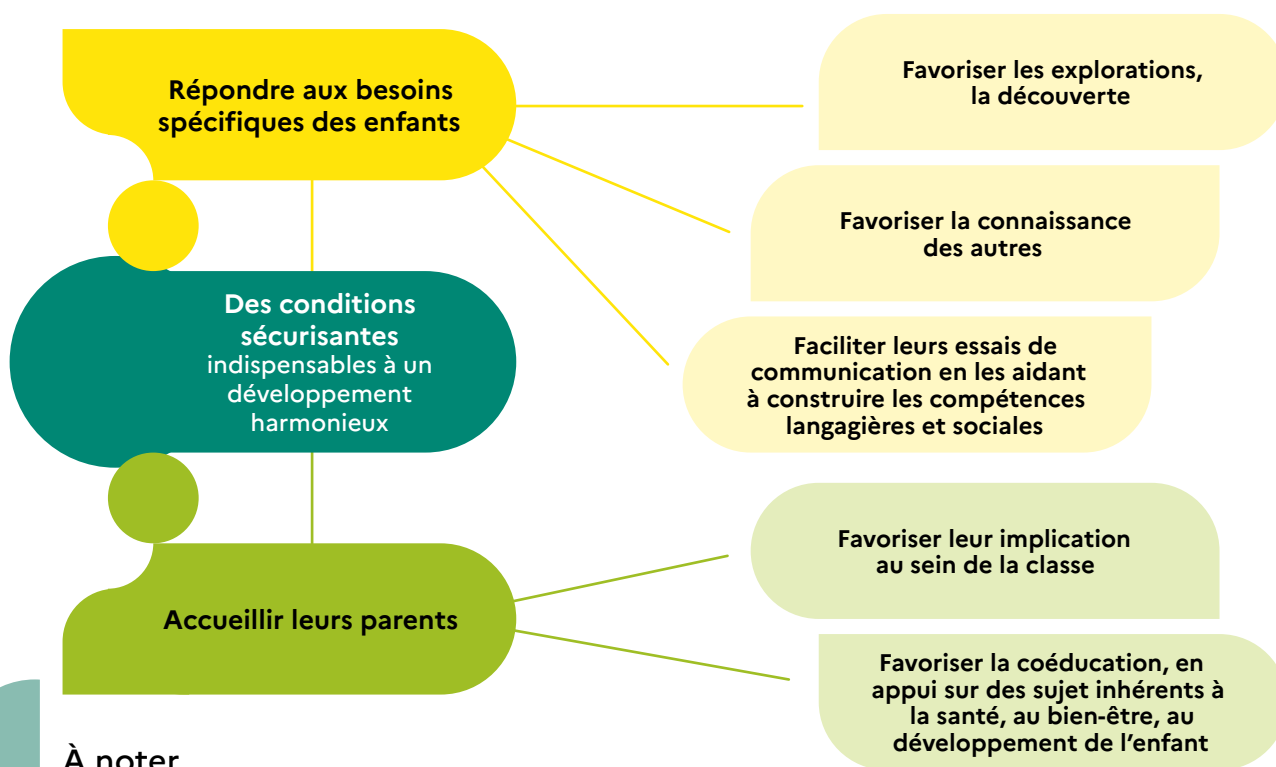 Répondre aux besoins
spécifiques des enfants
Favoriser les explorations,
la découverte
Favoriser la connaissance
des autres
Faciliter leurs essais de
communication en les aidant
à construire les compétences
langagières et sociales
Des conditions
sécurisantes
indispensables à un
développement
harmonieux
Accueillir leurs parents
Favoriser leur implication
au sein de la classe
Favoriser la coéducation, en
appui sur des sujet inhérents à
la santé, au bien-être, au
développement de l’enfant
À noter